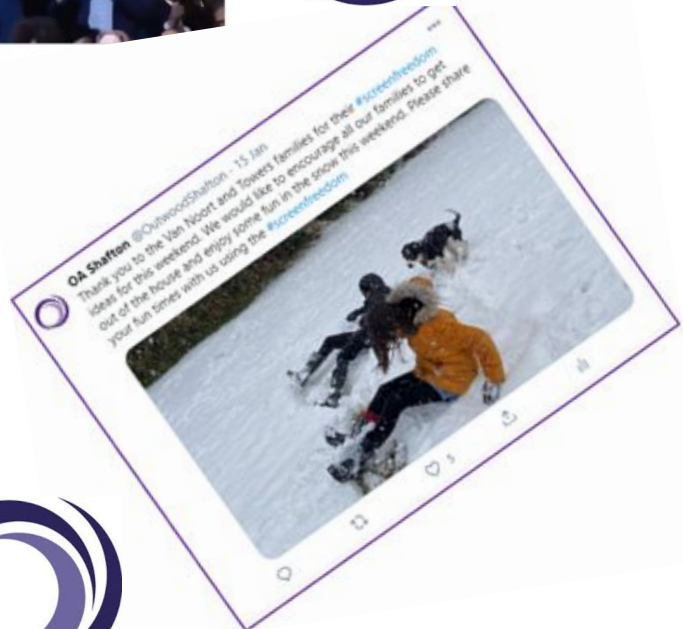 OA Shafton @OutwoodShafton · 15 Jan
Thank you to the Van Noort and Towers families for their #screenfreedom
ideas for this weekend. We would like to encourage all our families to get
out of the house and enjoy some fun in the snow this weekend. Please share
your fun times with us using the #screenfreedom
5